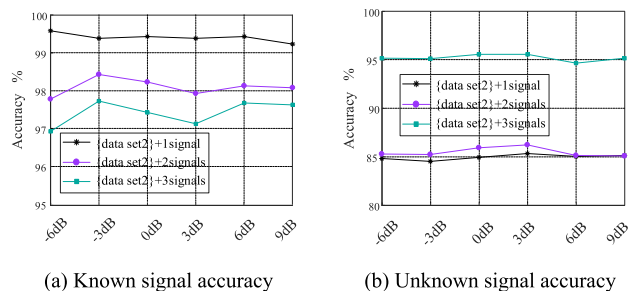 100
99
98
97
96
95
Accuracy %
{data set2}+1signal
{data set2}+2signals
{data set2}+3signals
-6dB -3dB 0dB 3dB 6dB 9dB
(a) Known signal accuracy
100
95
90
85
80
Accuracy %
{data set2}+1signal
{data set2}+2signals
{data set2}+3signals
-6dB -3dB 0dB 3dB 6dB 9dB
(b) Unknown signal accuracy